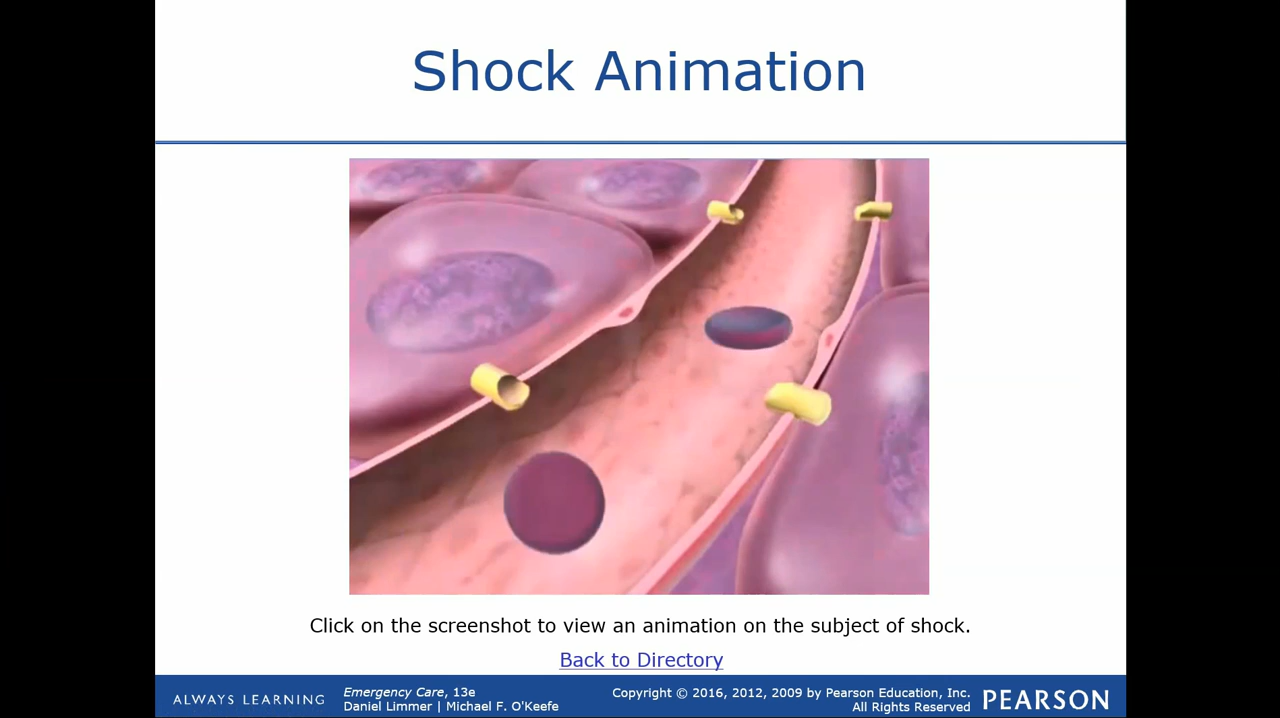 Shock Animation
Click on the screenshot to view an animation on the subject of shock.
Back to Directory
ALWAYS LEARNING
Emergency Care, 13e
Daniel Limmer | Michael F. O'Keefe
Copyright © 2016, 2012, 2009 by Pearson Education, Inc.
All Rights Reserved
PEARSON